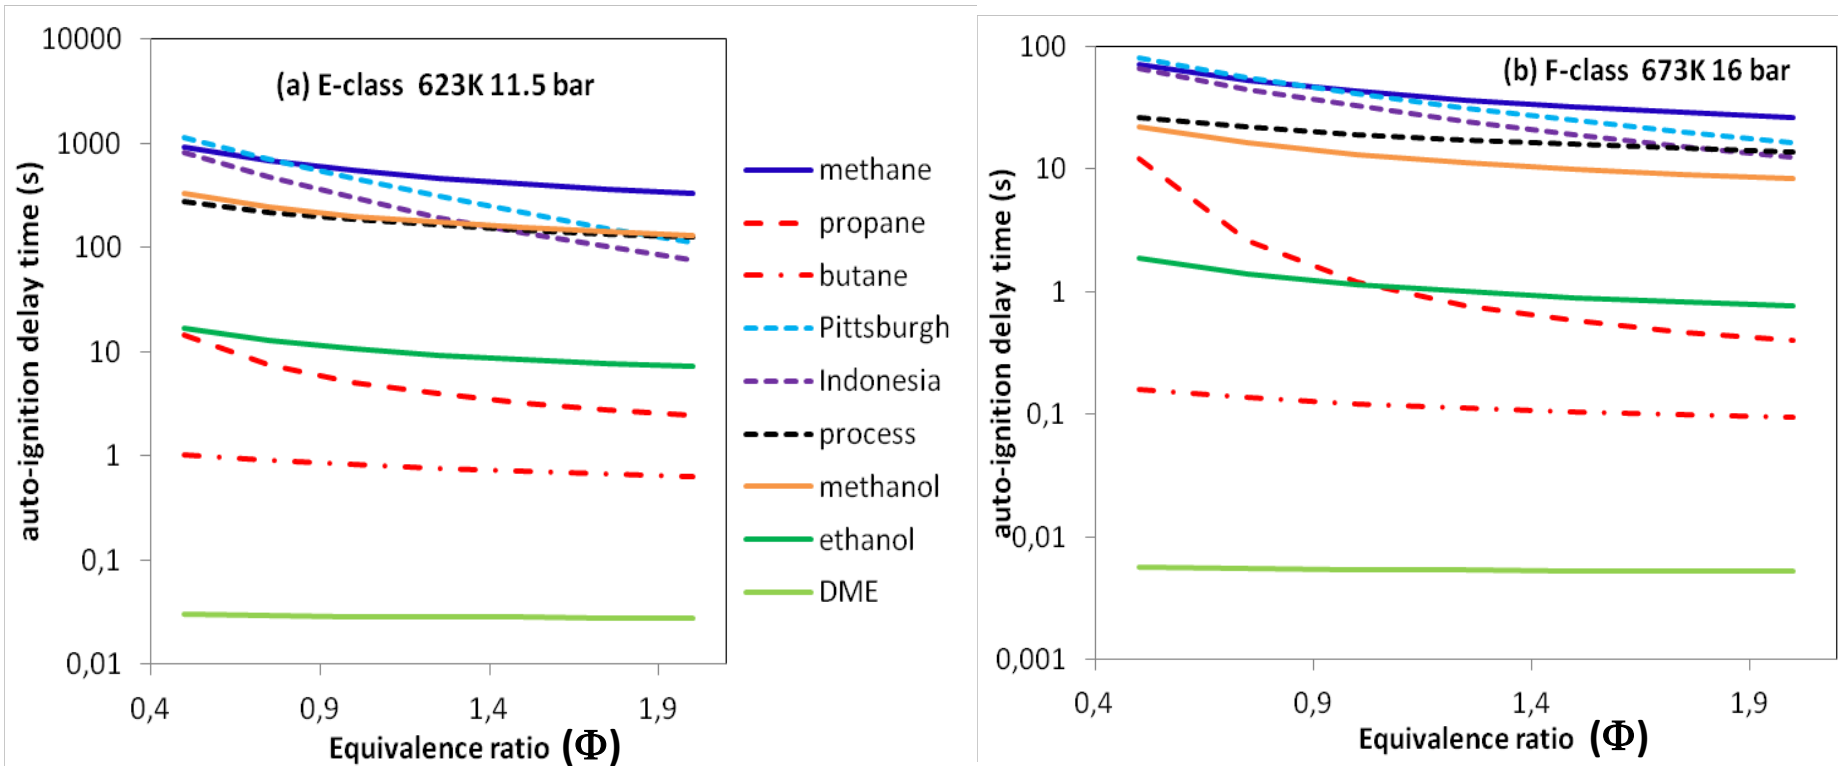 (a) E-class 623K 11.5 bar
auto-ignition delay time (s)
10000
1000
100
10
1
0,1
0,01
0,4 0,9 1,4 1,9
Equivalence ratio (Φ)
methane
propane
butane
Pittsburgh
Indonesia
process
methanol
ethanol
DME
(b) F-class 673K 16 bar
auto-ignition delay time (s)
100
10
1
0,1
0,01
0,001
0,4 0,9 1,4 1,9
Equivalence ratio (Φ)